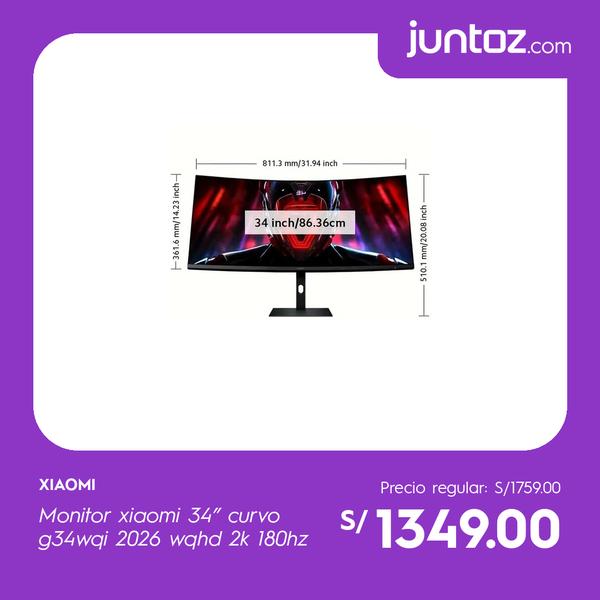 juntoz.com
811.3 mm/31.94 inch
361.6 mm/14.23 inch
34 inch/86.36cm
510.1 mm/20.08 inch
XIAOMI
Precio regular: S/1759.00
Monitor xiaomi 34" curvo
g34wqi 2026 wqhd 2k 180hz
S/ 1349.00